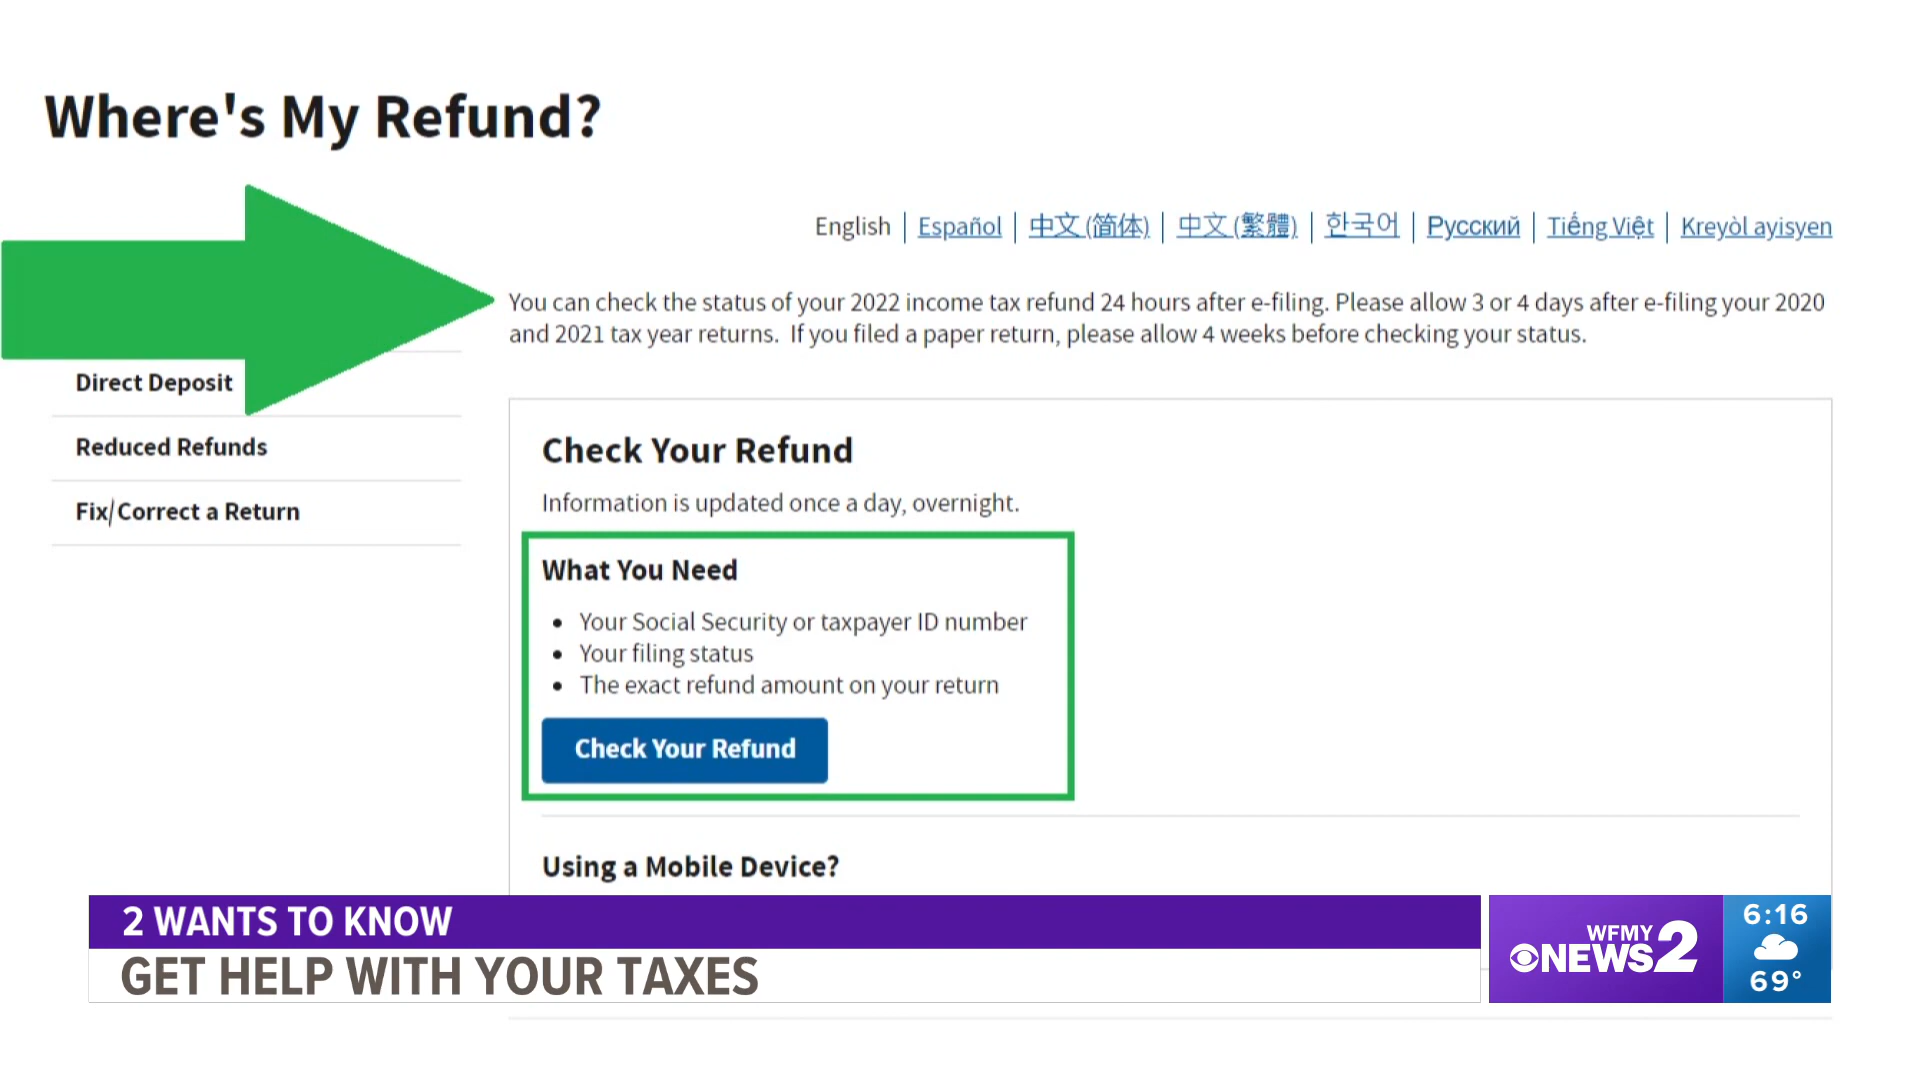 Where's My Refund?
English | Español | 中文 (简体) | 中文 (繁體) | 한국어 | Русский | Tiếng Việt | Kreyòl ayisyen
You can check the status of your 2022 income tax refund 24 hours after e-filing. Please allow 3 or 4 days after e-filing your 2020
and 2021 tax year returns. If you filed a paper return, please allow 4 weeks before checking your status.
Direct Deposit
Reduced Refunds
Fix/Correct a Return
Check Your Refund
Information is updated once a day, overnight.
What You Need
• Your Social Security or taxpayer ID number
• Your filing status
• The exact refund amount on your return
Check Your Refund
Using a Mobile Device?
2 WANTS TO KNOW
GET HELP WITH YOUR TAXES
WFMY
NEWS 2
6:16
69°